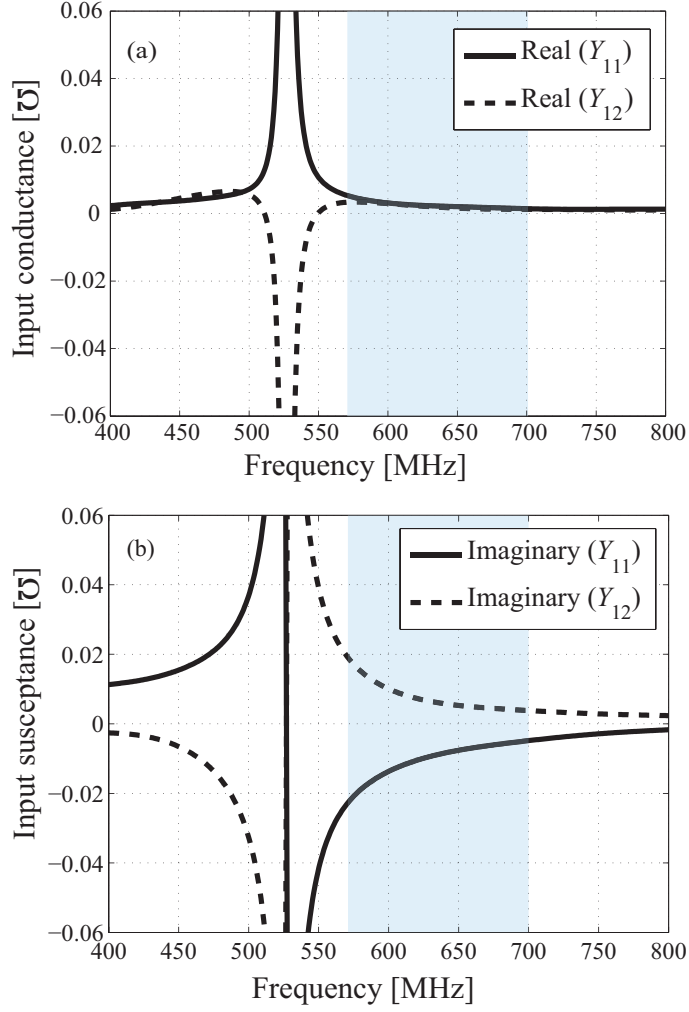 0.06
0.04
0.02
0
−0.02
−0.04
−0.06
Input conductance [℧]
(a)
Real (Y11)
Real (Y12)
400 450 500 550 600 650 700 750 800
Frequency [MHz]
0.06
0.04
0.02
0
−0.02
−0.04
−0.06
Input susceptance [℧]
(b)
Imaginary (Y11)
Imaginary (Y12)
400 450 500 550 600 650 700 750 800
Frequency [MHz]